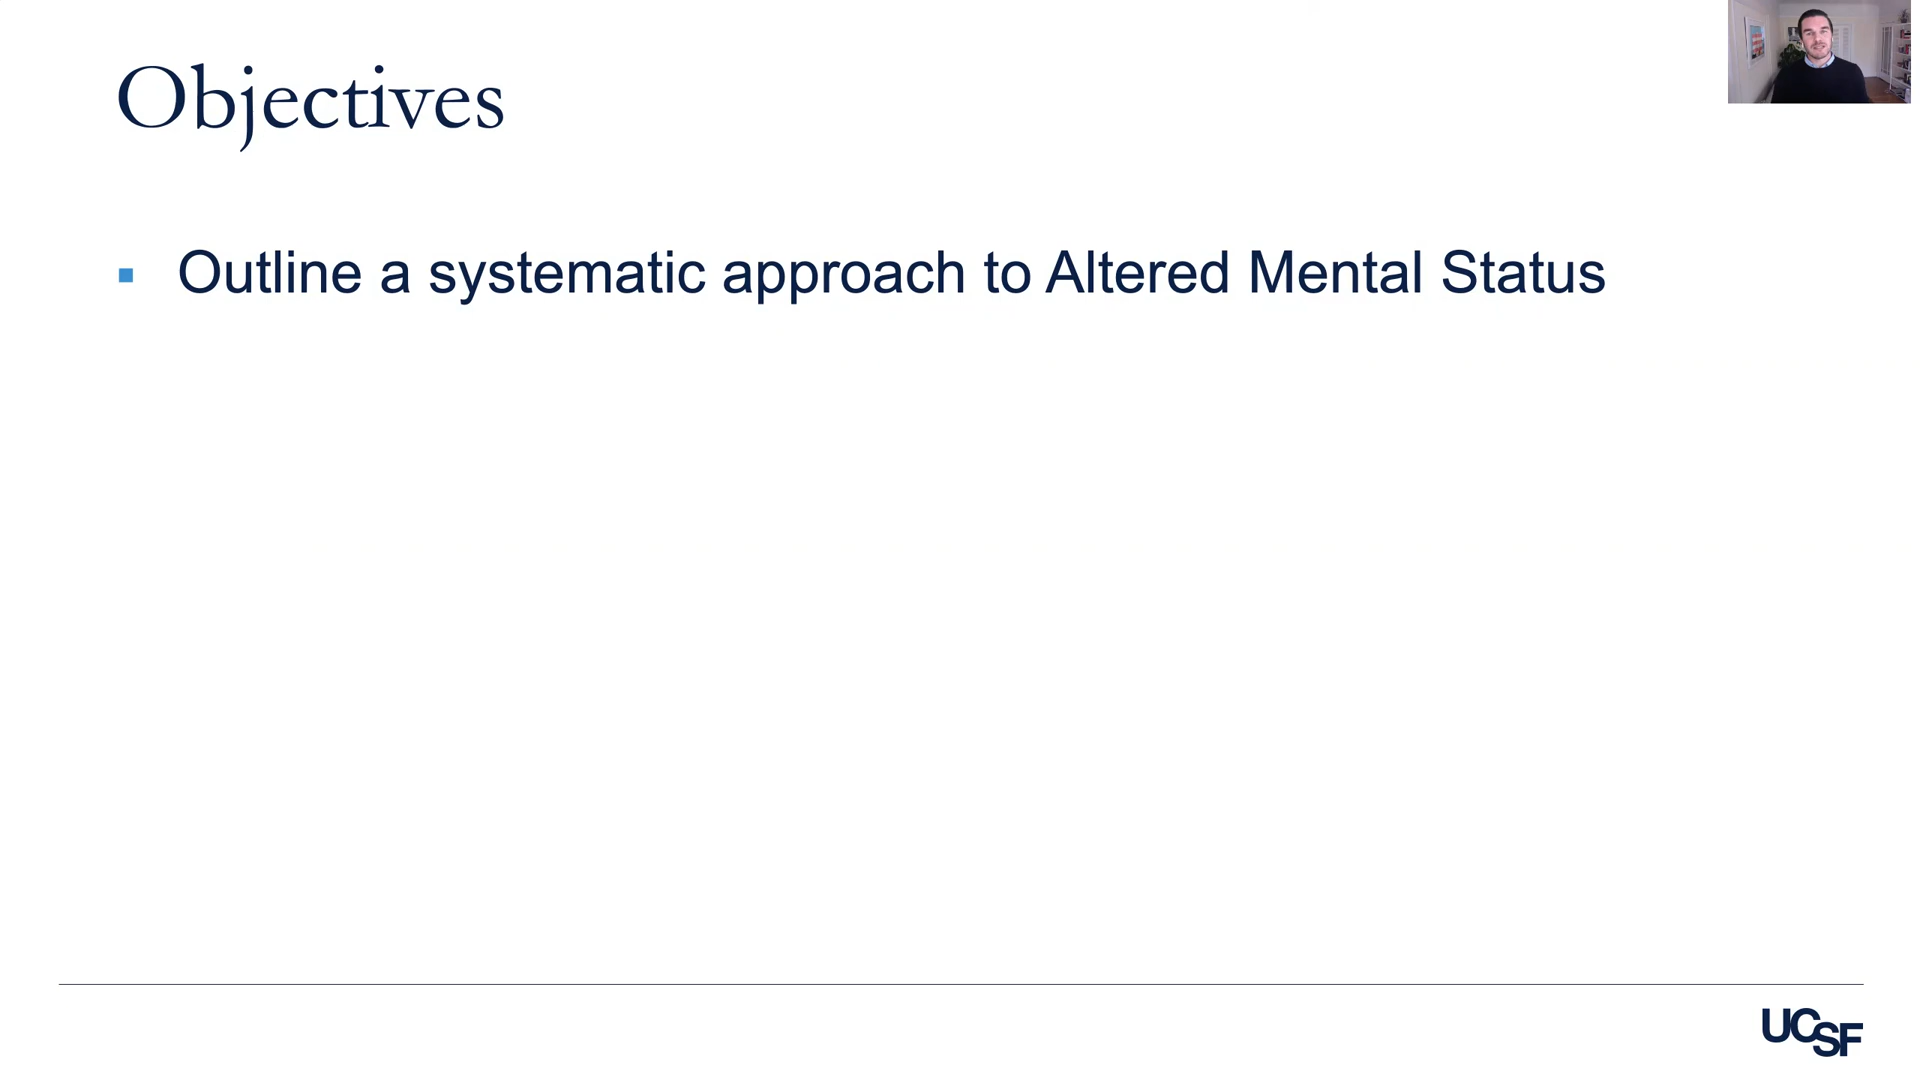 Objectives
▪ Outline a systematic approach to Altered Mental Status
UCSF